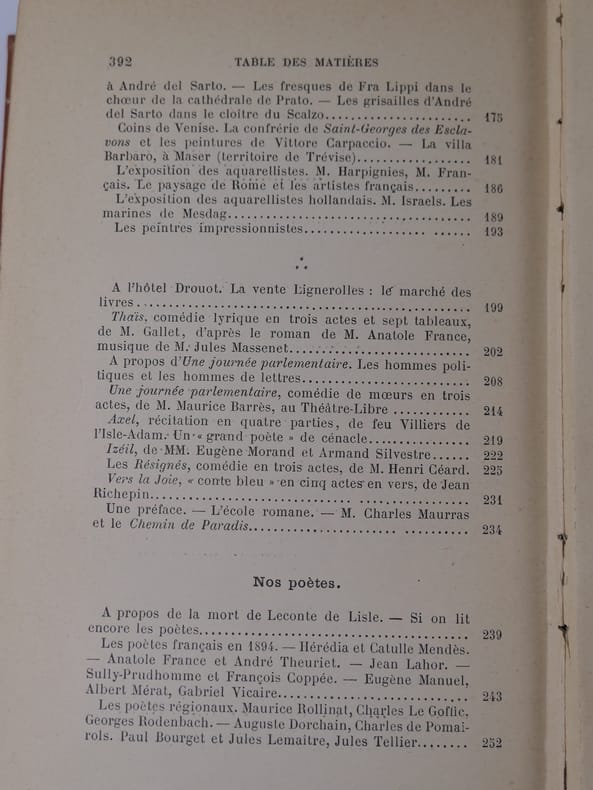 392 TABLE DES MATIÈRES
à André del Sarto. — Les fresques de Fra Lippi dans le
chœur de la cathédrale de Prato. — Les grisailles d'André
del Sarto dans le cloître du Scalzo...................... 175
Coins de Venise. La confrérie de Saint-Georges des Escla-
vons et les peintures de Vittore Carpaccio. — La villa
Barbaro, à Maser (territoire de Trévise)................. 181
L'exposition des aquarellistes. M. Harpignies, M. Fran-
çais. Le paysage de Rome et les artistes français......... 186
L'exposition des aquarellistes hollandais. M. Israels. Les
marines de Mesdag..................................... 189
Les peintres impressionnistes................... ...... 193
⁂
A l'hôtel Drouot. La vente Lignerolles : le marché des
livres................................................ 199
Thaïs, comédie lyrique en trois actes et sept tableaux,
de M. Gallet, d'après le roman de M. Anatole France,
musique de M. Jules Massenet........................... 202
A propos d'Une journée parlementaire. Les hommes poli-
tiques et les hommes de lettres......................... 208
Une journée parlementaire, comédie de mœurs en trois
actes, de M. Maurice Barrès, au Théâtre-Libre ........... 214
Axel, récitation en quatre parties, de feu Villiers de
l'Isle-Adam. Un « grand poète » de cénacle............... 219
Izéil, de MM. Eugène Morand et Armand Silvestre...... 222
Les Résignés, comédie en trois actes, de M. Henri Céard. 225
Vers la Joie, « conte bleu » en cinq actes en vers, de Jean
Richepin.............................. ................ 231
Une préface. — L'école romane. — M. Charles Maurras
et le Chemin de Paradis...................... .......... 234
Nos poètes.
A propos de la mort de Leconte de Lisle. — Si on lit
encore les poètes....................................... 239
Les poètes français en 1894. — Hérédia et Catulle Mendès.
— Anatole France et André Theuriet. — Jean Lahor. —
Sully-Prudhomme et François Coppée. — Eugène Manuel,
Albert Mérat, Gabriel Vicaire........................... 243
Les poètes régionaux. Maurice Rollinat, Charles Le Goffic,
Georges Rodenbach. — Auguste Dorchain, Charles de Pomai-
rols. Paul Bourget et Jules Lemaitre, Jules Tellier........ 252